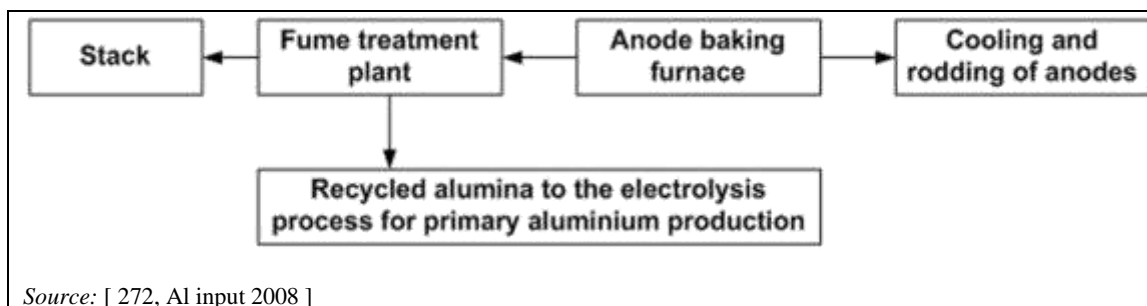 Stack
Fume treatment
plant
Anode baking
furnace
Cooling and
rodding of anodes
Recycled alumina to the electrolysis
process for primary aluminium production
Source: [ 272, Al input 2008 ]